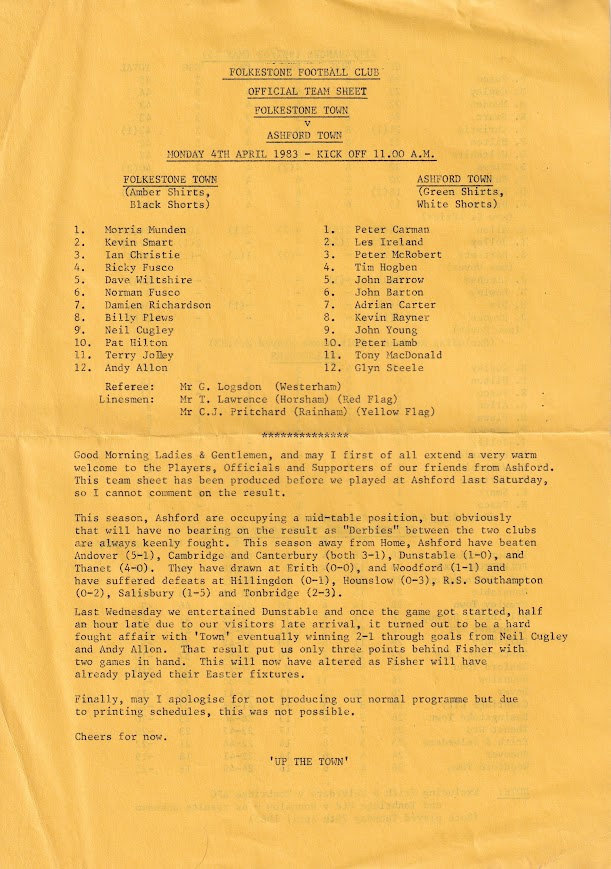 FOLKESTONE FOOTBALL CLUB
OFFICIAL TEAM SHEET
FOLKESTONE TOWN
v
ASHFORD TOWN
MONDAY 4TH APRIL 1983 - KICK OFF 11.00 A.M.
FOLKESTONE TOWN ASHFORD TOWN
(Amber Shirts, (Green Shirts,
Black Shorts) White Shorts)
1. Morris Munden 1. Peter Carman
2. Kevin Smart 2. Les Ireland
3. Ian Christie 3. Peter McRobert
4. Ricky Fusco 4. Tim Hogben
5. Dave Wiltshire 5. John Barrow
6. Norman Fusco 6. John Barton
7. Damien Richardson 7. Adrian Carter
8. Billy Plews 8. Kevin Rayner
9. Neil Cugley 9. John Young
10. Pat Hilton 10. Peter Lamb
11. Terry Jolley 11. Tony MacDonald
12. Andy Allon 12. Glyn Steele
Referee: Mr G. Logsdon (Westerham)
Linesmen: Mr T. Lawrence (Horsham) (Red Flag)
Mr C.J. Pritchard (Rainham) (Yellow Flag)
**************
Good Morning Ladies & Gentlemen, and may I first of all extend a very warm
welcome to the Players, Officials and Supporters of our friends from Ashford.
This team sheet has been produced before we played at Ashford last Saturday,
so I cannot comment on the result.
This season, Ashford are occupying a mid-table position, but obviously
that will have no bearing on the result as "Derbies" between the two clubs
are always keenly fought. This season away from Home, Ashford have beaten
Andover (5-1), Cambridge and Canterbury (both 3-1), Dunstable (1-0), and
Thanet (4-0). They have drawn at Erith (0-0), and Woodford (1-1) and
have suffered defeats at Hillingdon (0-1), Hounslow (0-3), R.S. Southampton
(0-2), Salisbury (1-5) and Tonbridge (2-3).
Last Wednesday we entertained Dunstable and once the game got started, half
an hour late due to our visitors late arrival, it turned out to be a hard
fought affair with 'Town' eventually winning 2-1 through goals from Neil Cugley
and Andy Allon. That result put us only three points behind Fisher with
two games in hand. This will now have altered as Fisher will have
already played their Easter fixtures.
Finally, may I apologise for not producing our normal programme but due
to printing schedules, this was not possible.
Cheers for now.
'UP THE TOWN'